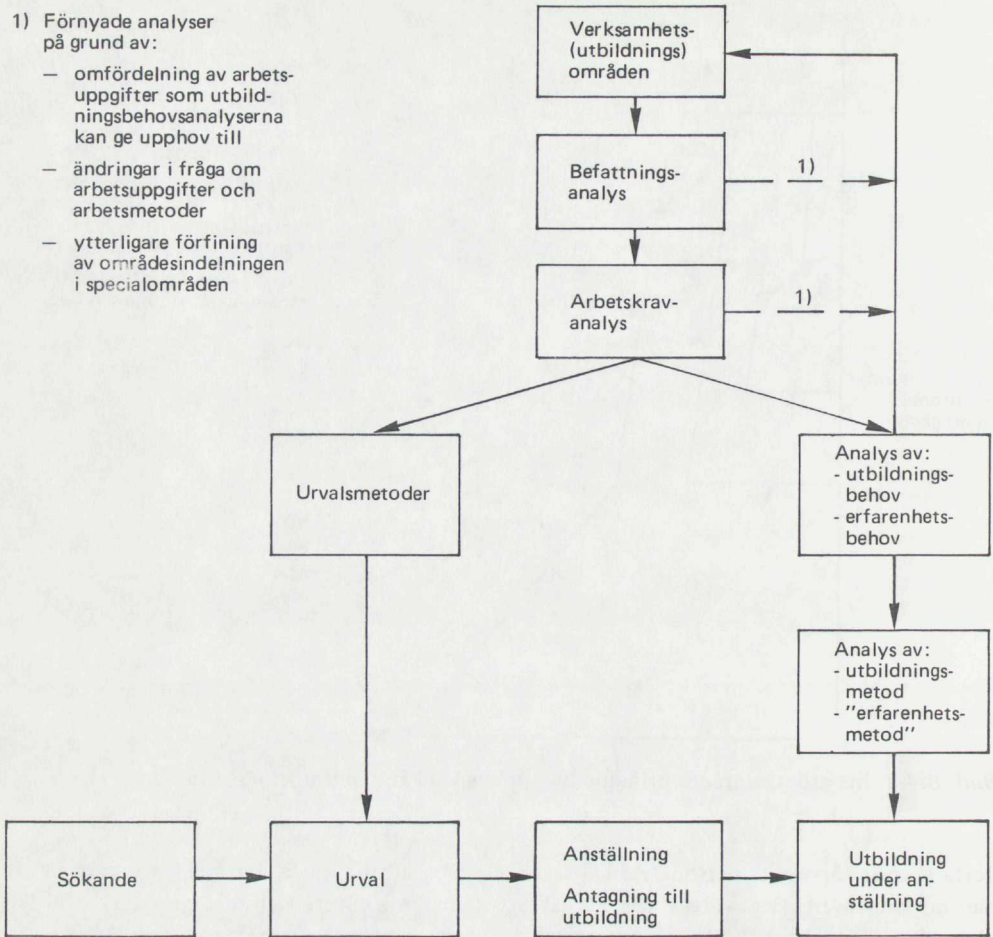 1) Förnyade analyser
på grund av:
— omfördelning av arbets-
uppgifter som utbild-
ningsbehovsanalyserna
kan ge upphov till
— ändringar i fråga om
arbetsuppgifter och
arbetsmetoder
— ytterligare förfining
av områdesindelningen
i specialområden
Verksamhets-
(utbildnings)
områden
Befattnings-
analys
1)
Arbetskrav-
analys
1)
Urvalsmetoder
Analys av:
- utbildnings-
behov
- erfarenhets-
behov
Analys av:
- utbildnings-
metod
- "erfarenhets-
metod"
Sökande
Urval
Anställning
Antagning till
utbildning
Utbildning
under an-
ställning